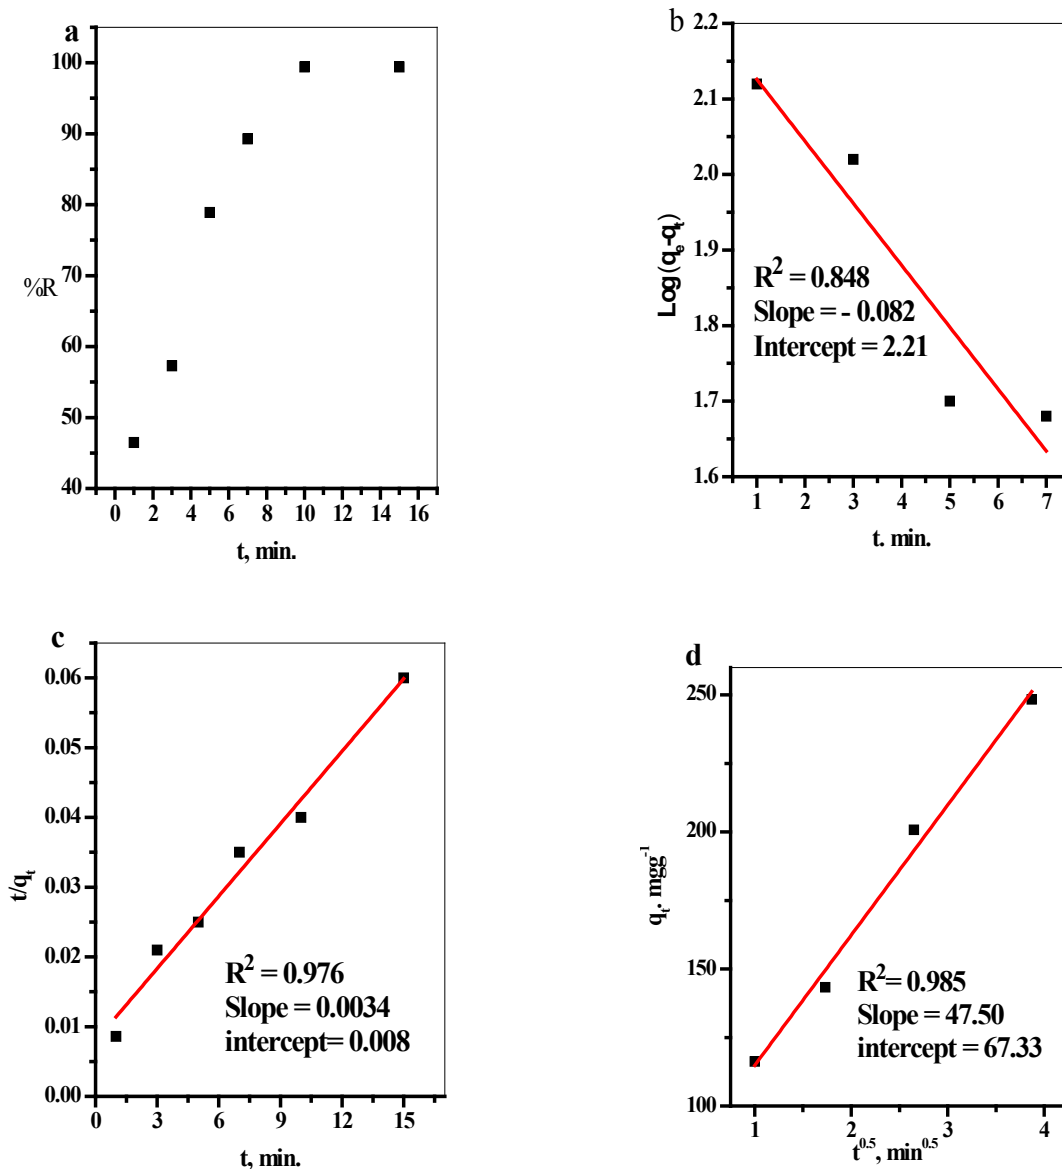 a
100
90
80
70
%R
60
50
40
0 2 4 6 8 10 12 14 16
t, min.
b
2.2
2.1
2.0
1.9
1.8
1.7
1.6
Log(qe-qt)
R² = 0.848
Slope = - 0.082
Intercept = 2.21
1 2 3 4 5 6 7
t. min.
c
0.06
0.05
0.04
0.03
0.02
0.01
0.00
t/qt
R² = 0.976
Slope = 0.0034
intercept= 0.008
0 3 6 9 12 15
t, min.
d
250
200
150
100
qt. mgg⁻¹
R²= 0.985
Slope = 47.50
intercept = 67.33
1 2 3 4
t⁰·⁵, min⁰·⁵